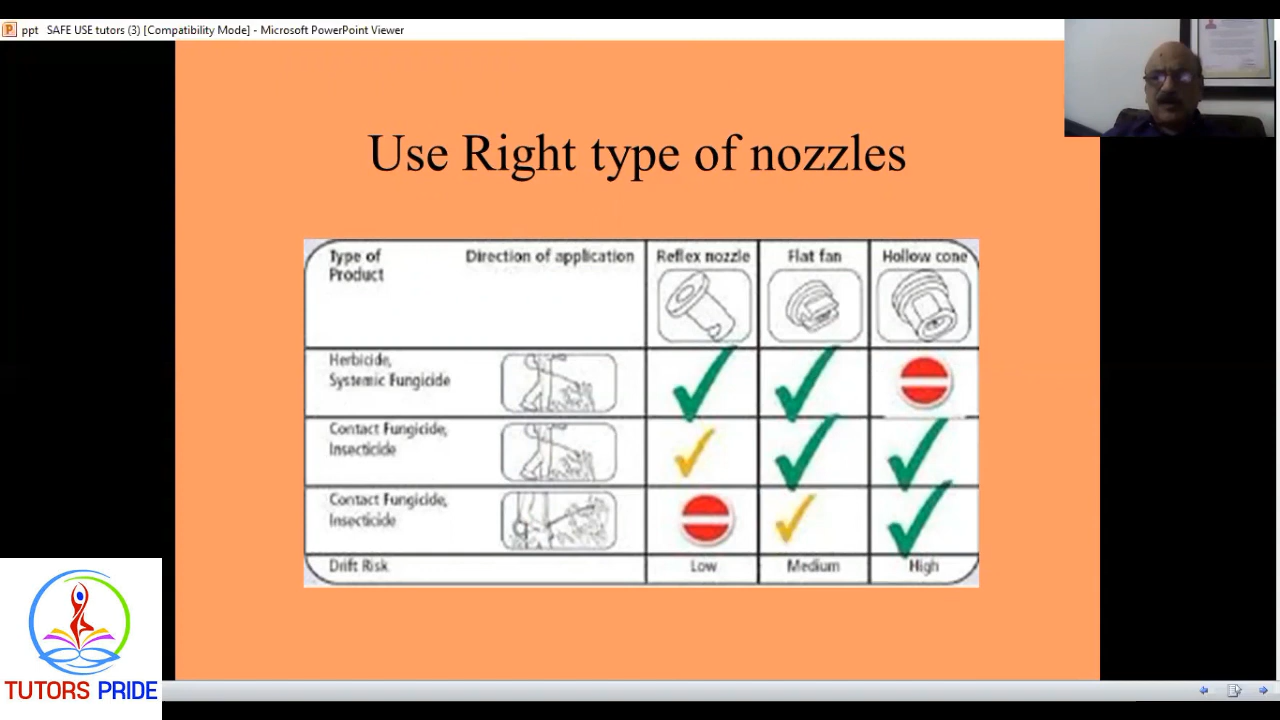 ppt SAFE USE tutors (3) [Compatibility Mode] - Microsoft PowerPoint Viewer
Use Right type of nozzles
Type of Product
Direction of application
Reflex nozzle
Flat fan
Hollow cone
Herbicide,
Systemic Fungicide
Contact Fungicide,
Insecticide
Contact Fungicide,
Insecticide
Drift Risk
Low
Medium
High
TUTORS PRIDE